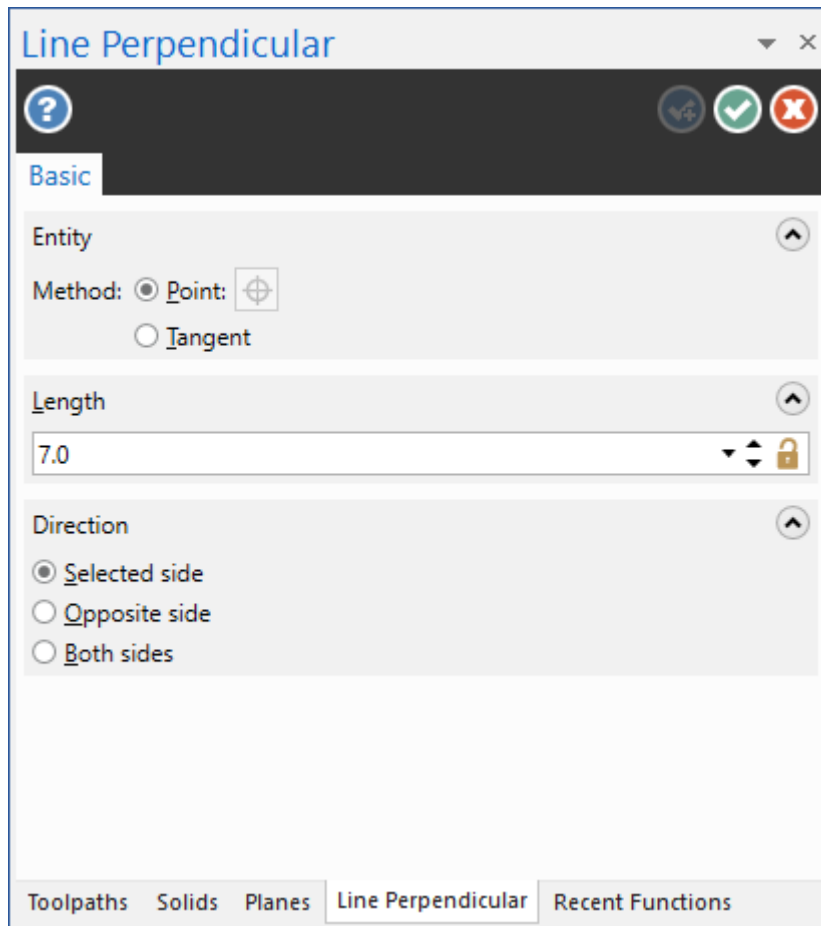 Line Perpendicular
Basic
Entity
Method: Point:
Tangent
Length
7.0
Direction
Selected side
Opposite side
Both sides
Toolpaths Solids Planes Line Perpendicular Recent Functions